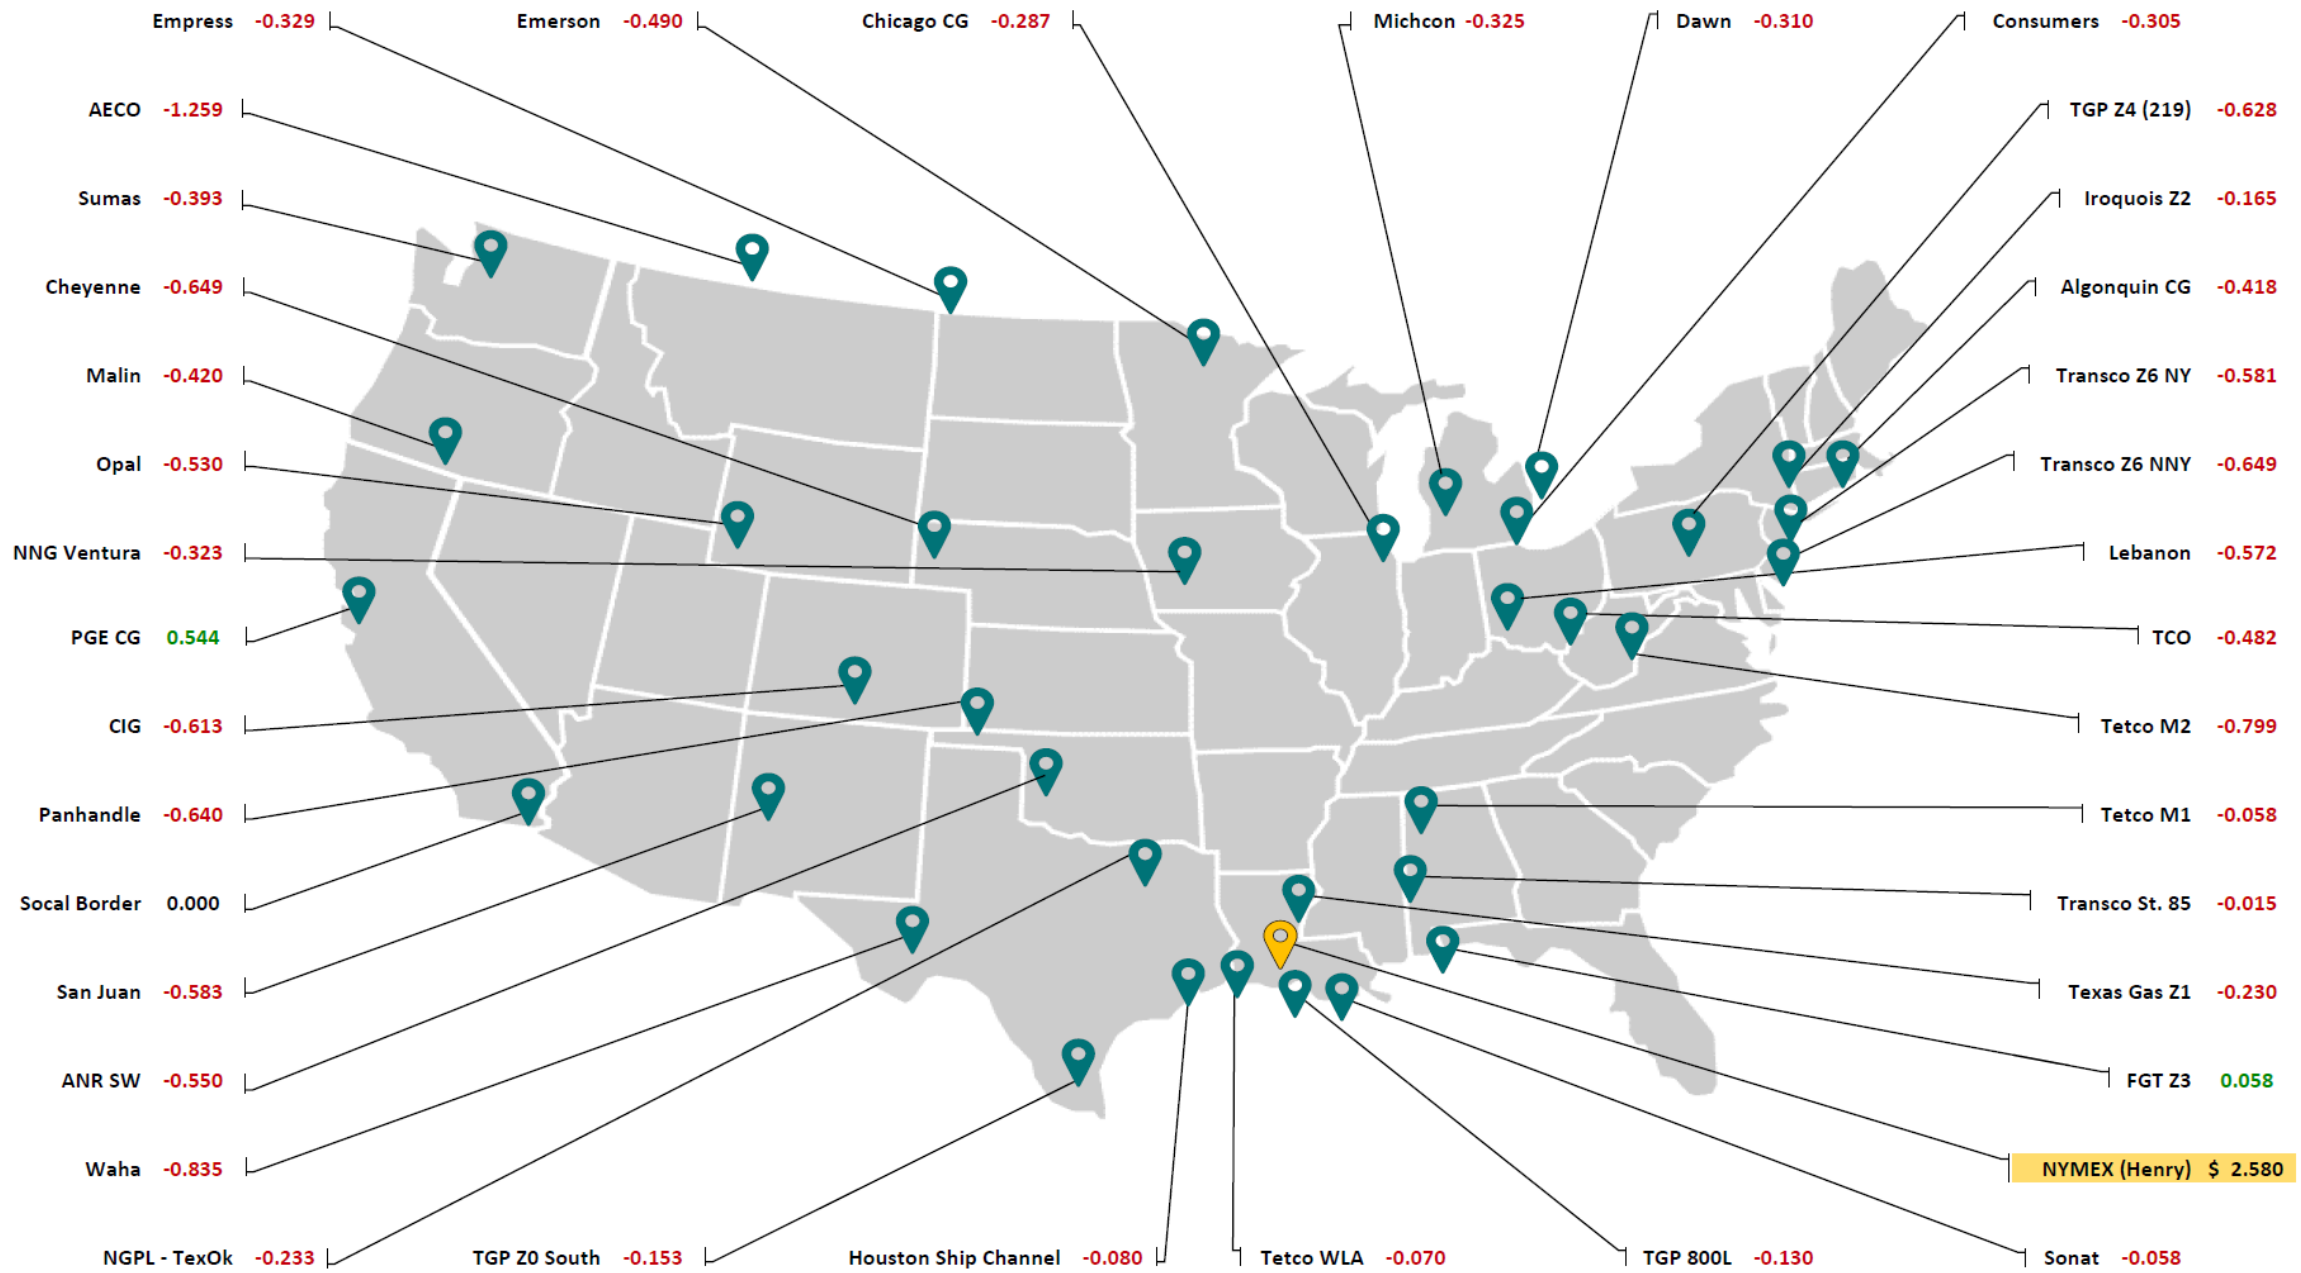 Empress -0.329
Emerson -0.490
Chicago CG -0.287
Michcon -0.325
Dawn -0.310
Consumers -0.305
AECO -1.259
TGP Z4 (219) -0.628
Sumas -0.393
Iroquois Z2 -0.165
Cheyenne -0.649
Algonquin CG -0.418
Malin -0.420
Transco Z6 NY -0.581
Opal -0.530
Transco Z6 NNY -0.649
NNG Ventura -0.323
Lebanon -0.572
PGE CG 0.544
TCO -0.482
CIG -0.613
Tetco M2 -0.799
Panhandle -0.640
Tetco M1 -0.058
Socal Border 0.000
Transco St. 85 -0.015
San Juan -0.583
Texas Gas Z1 -0.230
ANR SW -0.550
FGT Z3 0.058
Waha -0.835
NYMEX (Henry) $ 2.580
NGPL - TexOk -0.233
TGP Z0 South -0.153
Houston Ship Channel -0.080
Tetco WLA -0.070
TGP 800L -0.130
Sonat -0.058